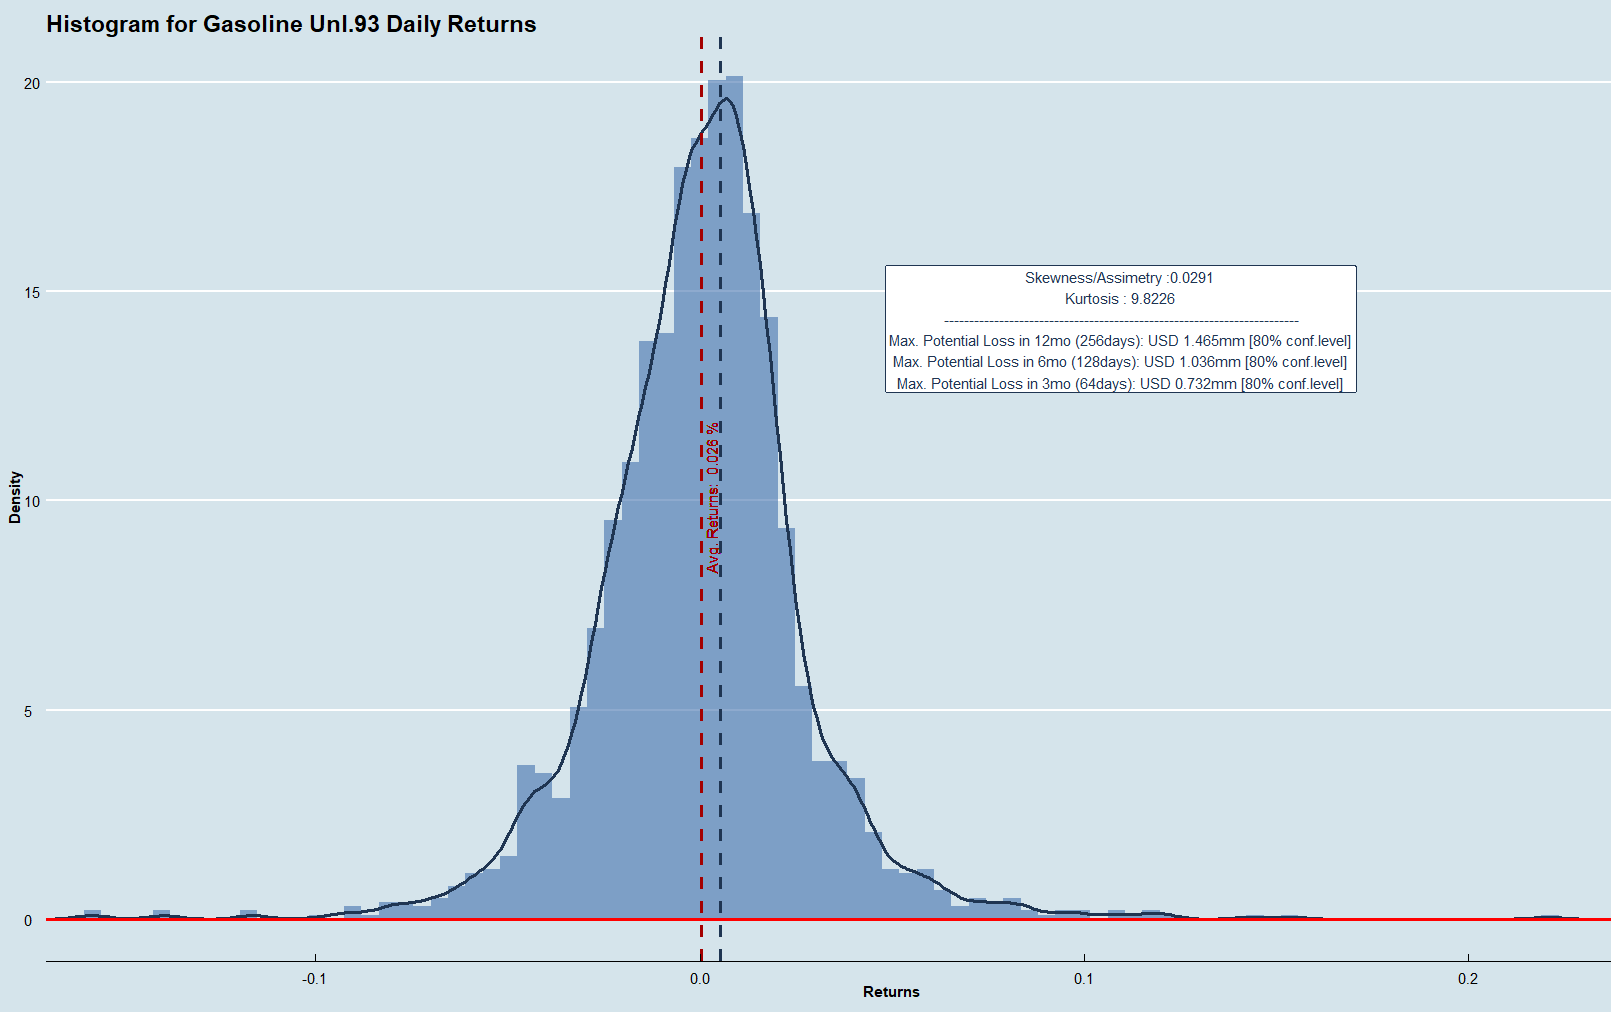 Histogram for Gasoline Unl.93 Daily Returns
20
15
10
5
0
Density
Skewness/Assimetry :0.0291
Kurtosis : 9.8226
--------------------------------------------------------------------------
Max. Potential Loss in 12mo (256days): USD 1.465mm [80% conf.level]
Max. Potential Loss in 6mo (128days): USD 1.036mm [80% conf.level]
Max. Potential Loss in 3mo (64days): USD 0.732mm [80% conf.level]
Avg. Returns: 0.026 %
-0.1
0.0
0.1
0.2
Returns